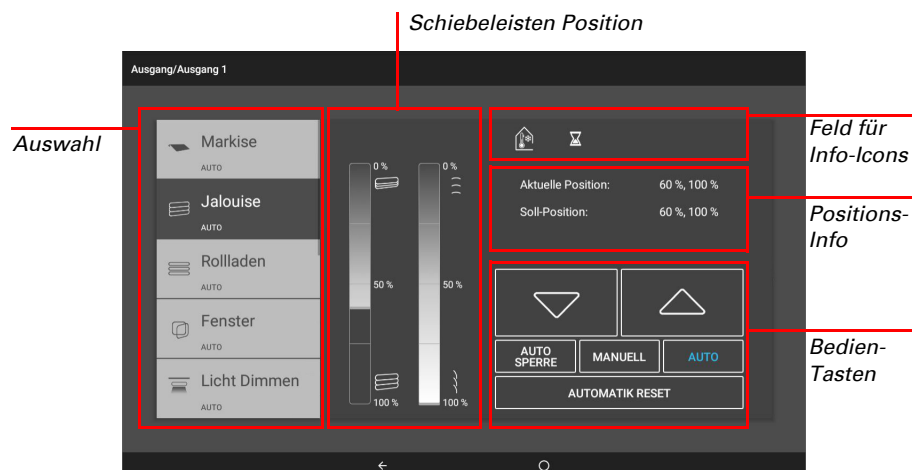 Schiebeleisten Position
Ausgang/Ausgang 1
Auswahl
Markise
AUTO
Jalouise
AUTO
Rollladen
AUTO
Fenster
AUTO
Licht Dimmen
AUTO
0 %
50 %
100 %
0 %
50 %
100 %
Aktuelle Position: 60 %, 100 %
Soll-Position: 60 %, 100 %
AUTO
SPERRE
MANUELL
AUTO
AUTOMATIK RESET
Feld für
Info-Icons
Positions-
Info
Bedien-
Tasten